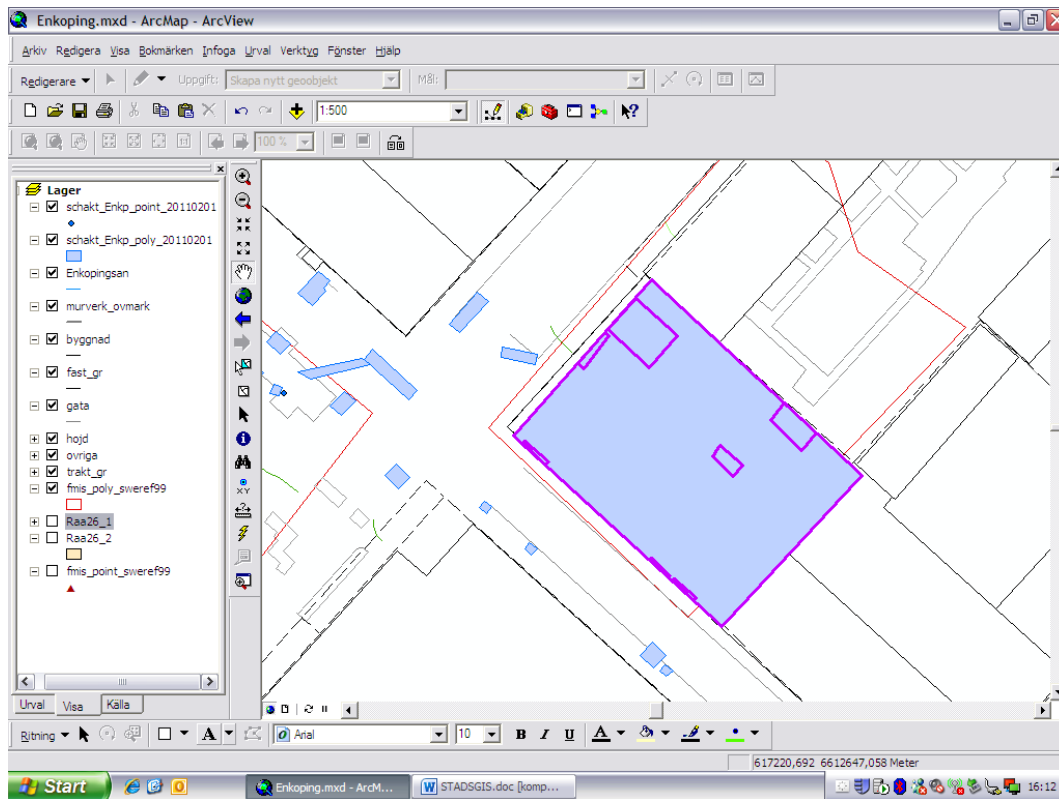 Enkoping.mxd - ArcMap - ArcView
Arkiv Redigera Visa Bokmärken Infoga Urval Verktyg Fönster Hjälp
Redigerare Uppgift: Skapa nytt geoobjekt Mål:
1:500
100 %
Lager
schakt_Enkp_point_20110201
schakt_Enkp_poly_20110201
Enkopingsan
murverk_ovmark
byggnad
fast_gr
gata
hojd
ovriga
trakt_gr
fmis_poly_sweref99
Raa26_1
Raa26_2
fmis_point_sweref99
XY
Urval Visa Källa
Ritning A Arial 10 B I U A
617220,692 6612647,058 Meter
Start Enkoping.mxd - ArcM... STADSGIS.doc [komp... 16:12